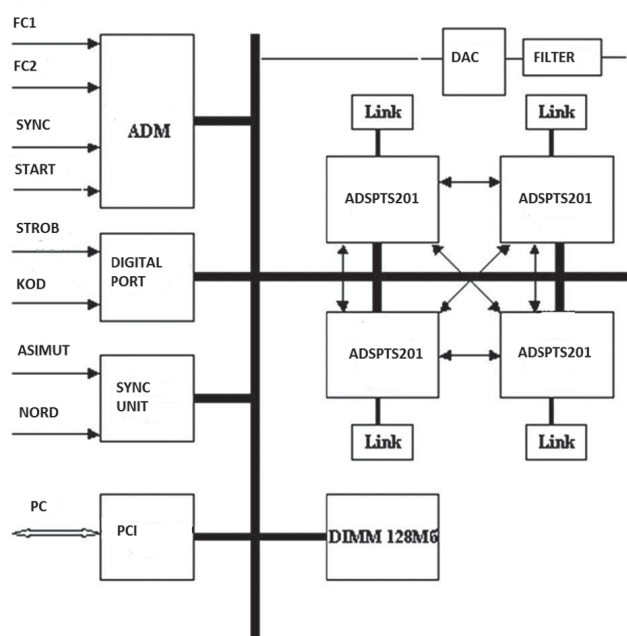 FC1
FC2
SYNC
START
ADM
STROB
KOD
DIGITAL
PORT
ASIMUT
NORD
SYNC
UNIT
PC
PCI
DAC
FILTER
Link
Link
ADSPTS201
ADSPTS201
ADSPTS201
ADSPTS201
Link
Link
DIMM 128Мб